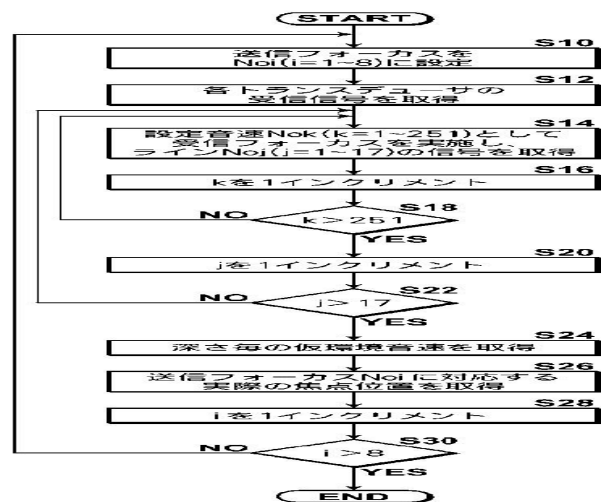 START
S10
送信フォーカスを
Noi(i=1~8)に設定
S12
各トランスデューサの
受信信号を取得
S14
設定音速Nok(k=1~251)として
受信フォーカスを実施し、
ラインNoj(j=1~17)の信号を取得
S16
kを1インクリメント
S18
NO
k>251
YES
S20
jを1インクリメント
S22
NO
j>17
YES
S24
深さ毎の仮環境音速を取得
S26
送信フォーカスNoiに対応する
実際の焦点位置を取得
S28
iを1インクリメント
S30
NO
i>8
YES
END